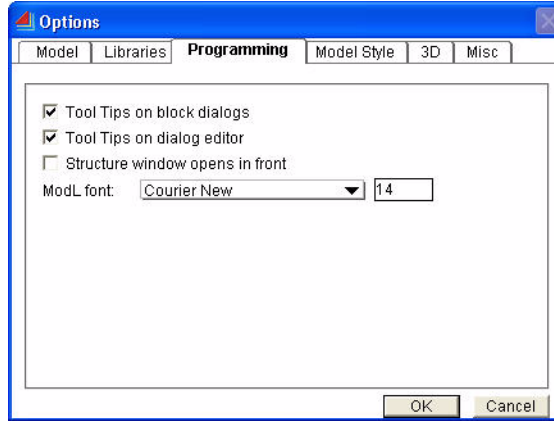 Options
Model Libraries Programming Model Style 3D Misc
Tool Tips on block dialogs
Tool Tips on dialog editor
Structure window opens in front
ModL font: Courier New 14
OK Cancel